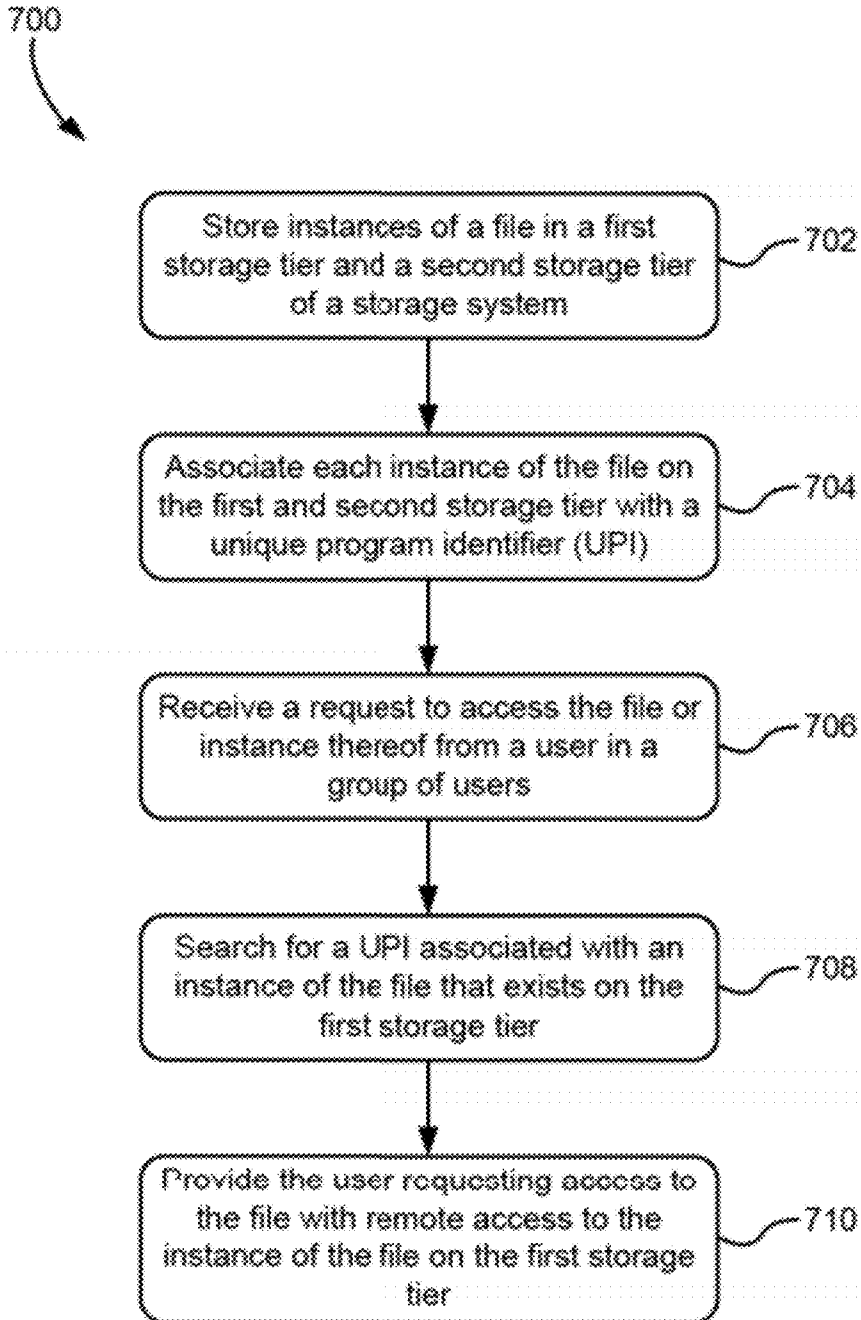 700
Store instances of a file in a first
storage tier and a second storage tier
of a storage system
702
Associate each instance of the file on
the first and second storage tier with a
unique program identifier (UPI)
704
Receive a request to access the file or
instance thereof from a user in a
group of users
706
Search for a UPI associated with an
instance of the file that exists on the
first storage tier
708
Provide the user requesting access to
the file with remote access to the
instance of the file on the first storage
tier
710